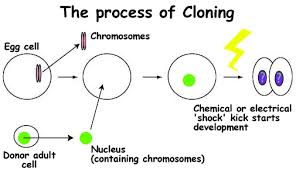 The process of Cloning
Egg cell
Chromosomes
Chemical or electrical
'shock' kick starts
development
Donor adult
cell
Nucleus
(containing chromosomes)